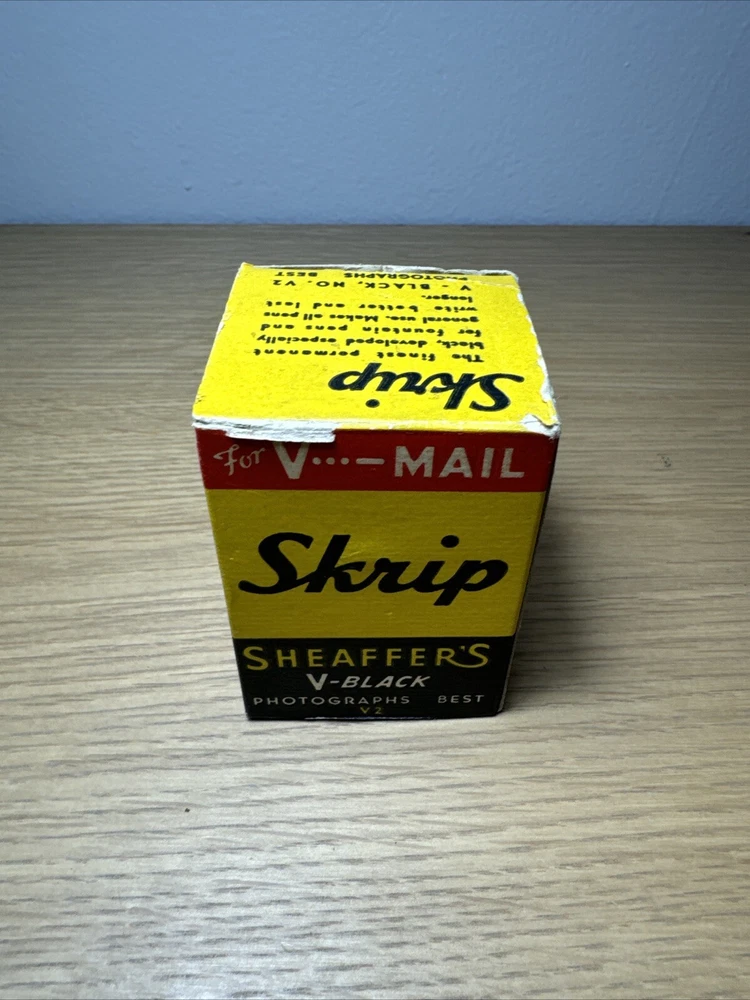 Skrip
The finest permanent
black, developed especially
for fountain pens and
general use. Makes all pens
write better and last
longer.
V - BLACK, NO. V2
PHOTOGRAPHS BEST
For V···— MAIL
Skrip
SHEAFFER'S
V-BLACK
PHOTOGRAPHS BEST
V2